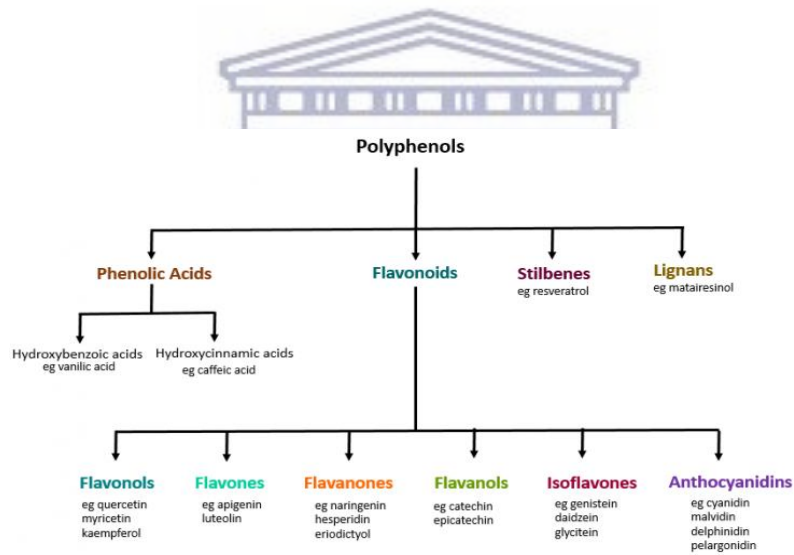 Polyphenols
Phenolic Acids
Flavonoids
Stilbenes
eg resveratrol
Lignans
eg matairesinol
Hydroxybenzoic acids
eg vanilic acid
Hydroxycinnamic acids
eg caffeic acid
Flavonols
eg quercetin
myricetin
kaempferol
Flavones
eg apigenin
luteolin
Flavanones
eg naringenin
hesperidin
eriodictyol
Flavanols
eg catechin
epicatechin
Isoflavones
eg genistein
daidzein
glycitein
Anthocyanidins
eg cyanidin
malvidin
delphinidin
pelargonidin